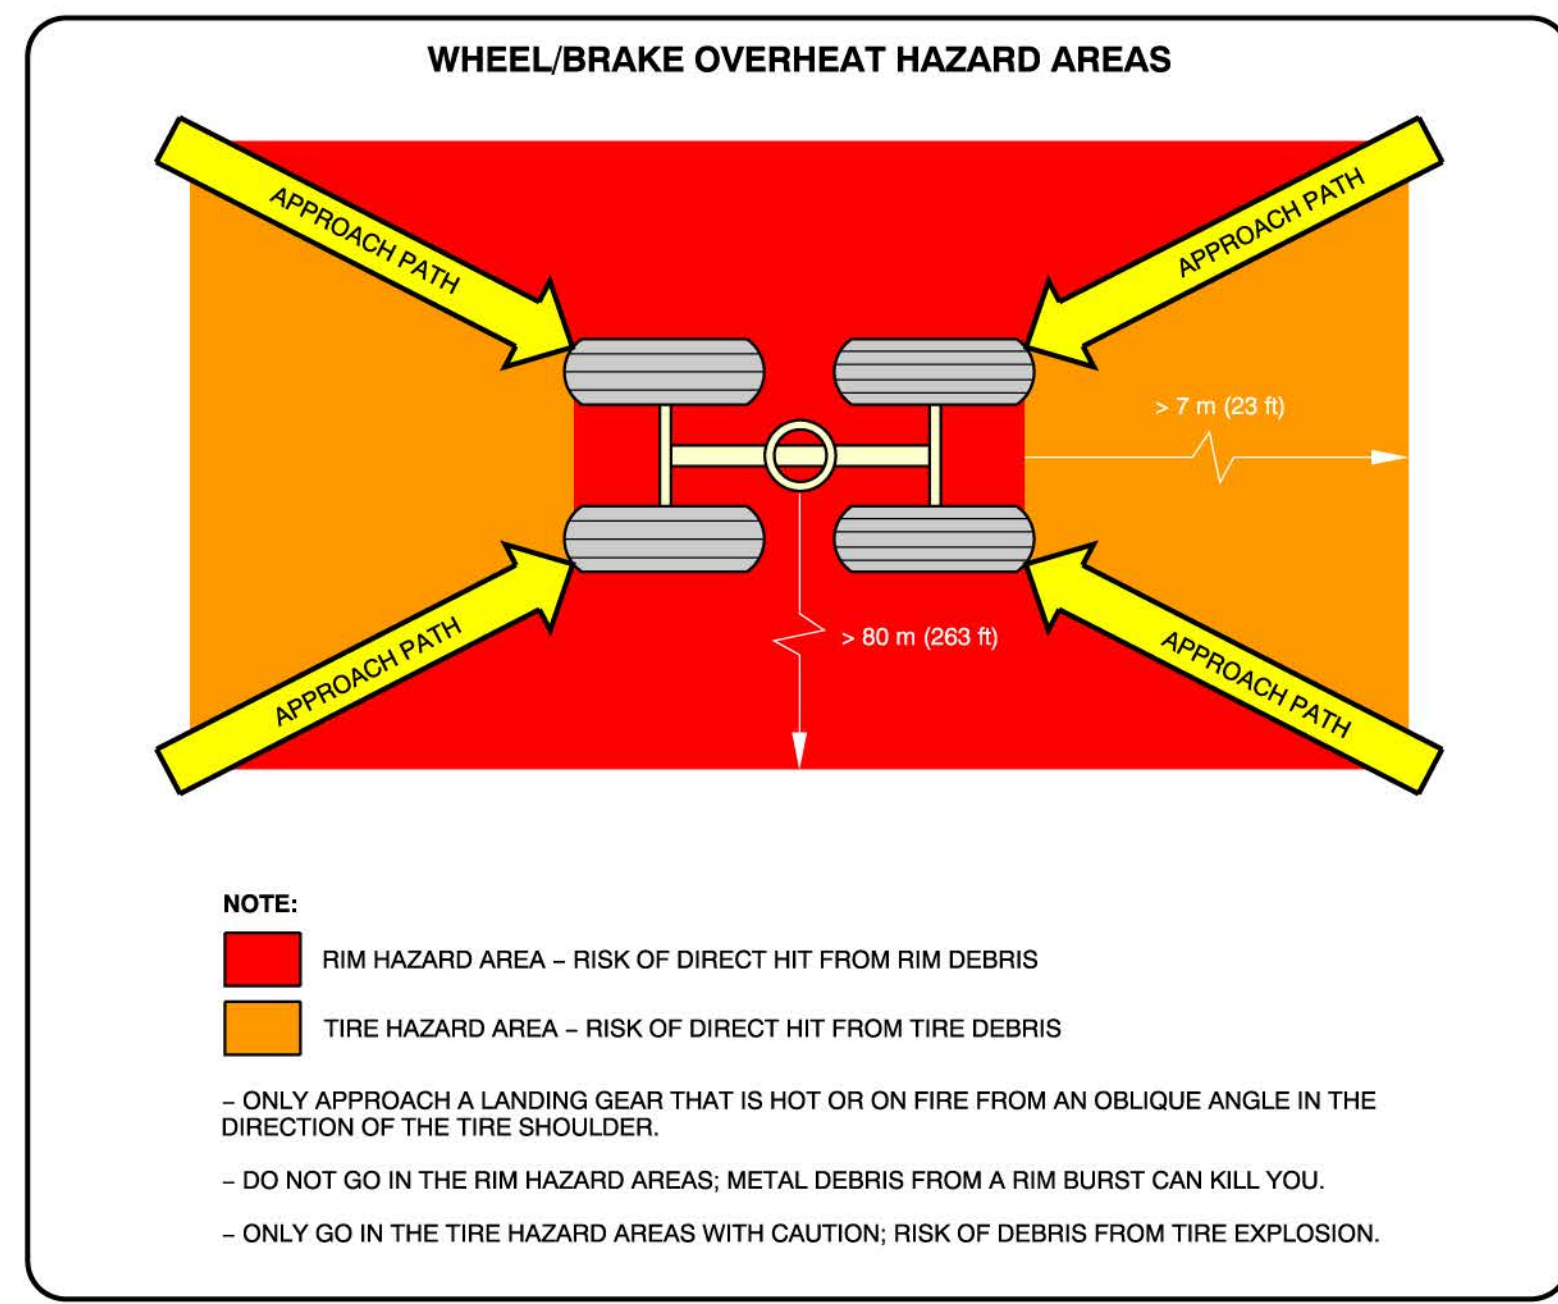 WHEEL/BRAKE OVERHEAT HAZARD AREAS
APPROACH PATH
APPROACH PATH
> 7 m (23 ft)
> 80 m (263 ft)
APPROACH PATH
APPROACH PATH
NOTE:
RIM HAZARD AREA – RISK OF DIRECT HIT FROM RIM DEBRIS
TIRE HAZARD AREA – RISK OF DIRECT HIT FROM TIRE DEBRIS
– ONLY APPROACH A LANDING GEAR THAT IS HOT OR ON FIRE FROM AN OBLIQUE ANGLE IN THE
DIRECTION OF THE TIRE SHOULDER.
– DO NOT GO IN THE RIM HAZARD AREAS; METAL DEBRIS FROM A RIM BURST CAN KILL YOU.
– ONLY GO IN THE TIRE HAZARD AREAS WITH CAUTION; RISK OF DEBRIS FROM TIRE EXPLOSION.